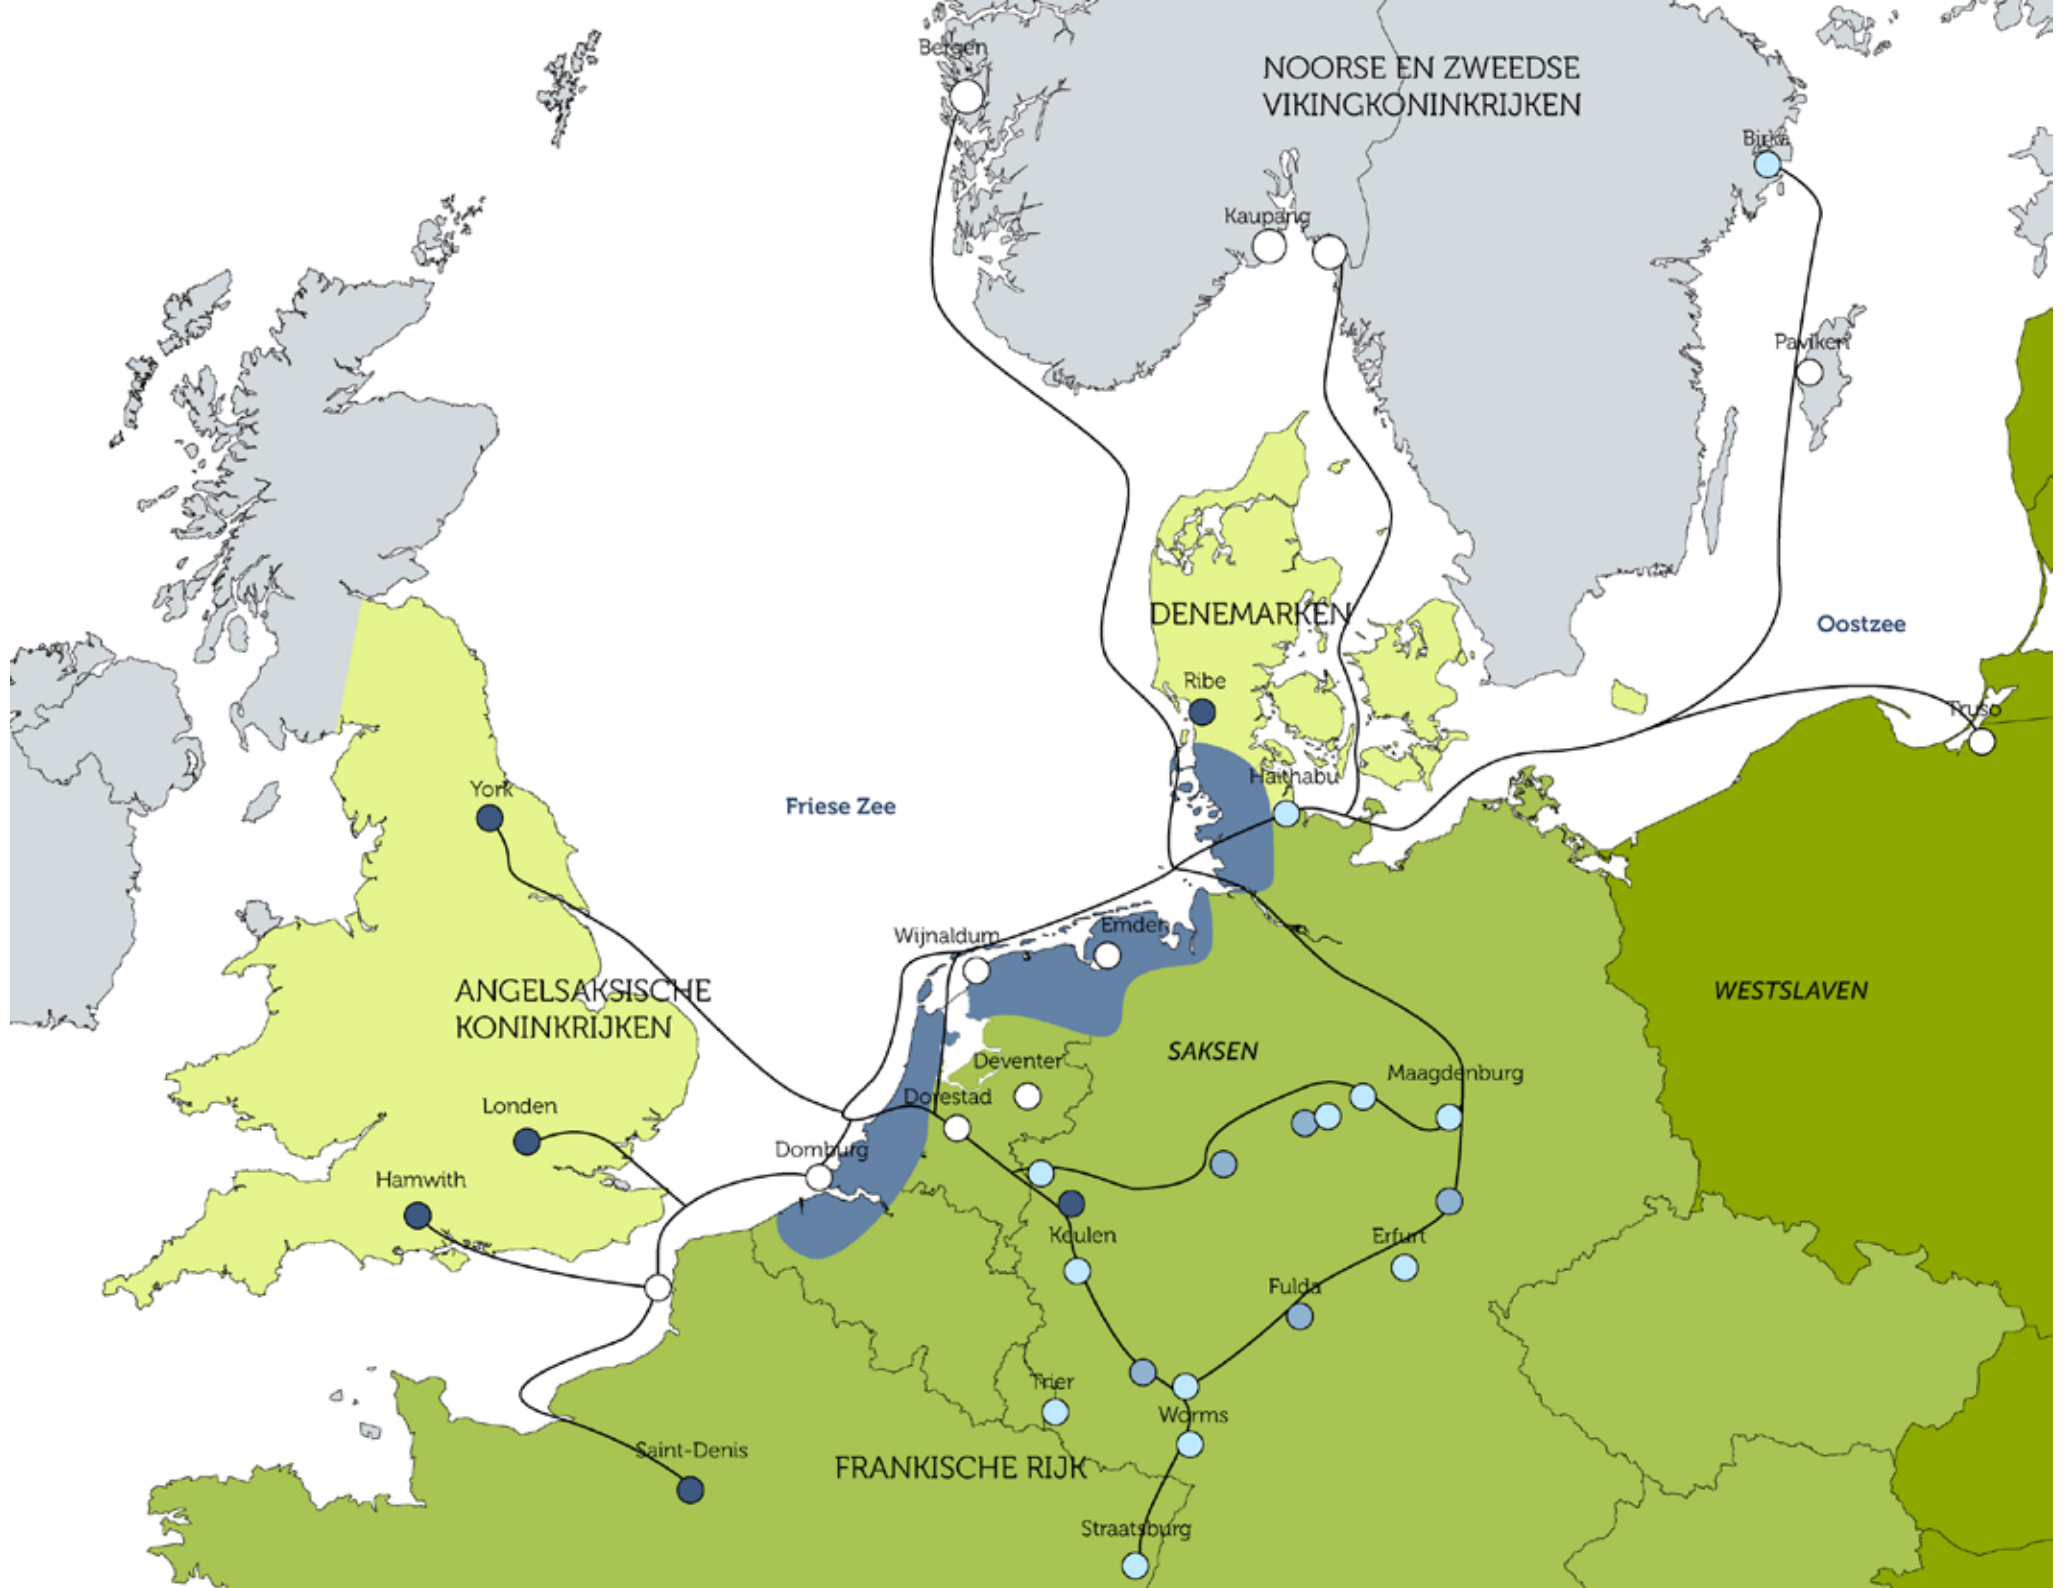 Bergen
NOORSE EN ZWEEDSE
VIKINGKONINKRIJKEN
Birka
Kaupang
Paviken
DENEMARKEN
Oostzee
Ribe
Truso
Haithabu
York
Friese Zee
Wijnaldum
Emden
ANGELSAKSISCHE
KONINKRIJKEN
WESTSLAVEN
SAKSEN
Deventer
Maagdenburg
Dorestad
Londen
Domburg
Hamwith
Keulen
Erfurt
Fulda
Trier
Worms
Saint-Denis
FRANKISCHE RIJK
Straatsburg